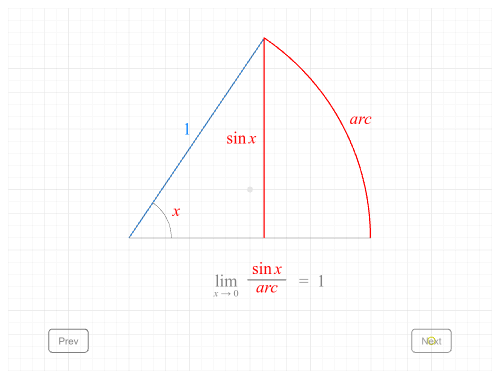 1
sin x
arc
x
lim x → 0 sin x / arc = 1
Prev
Next